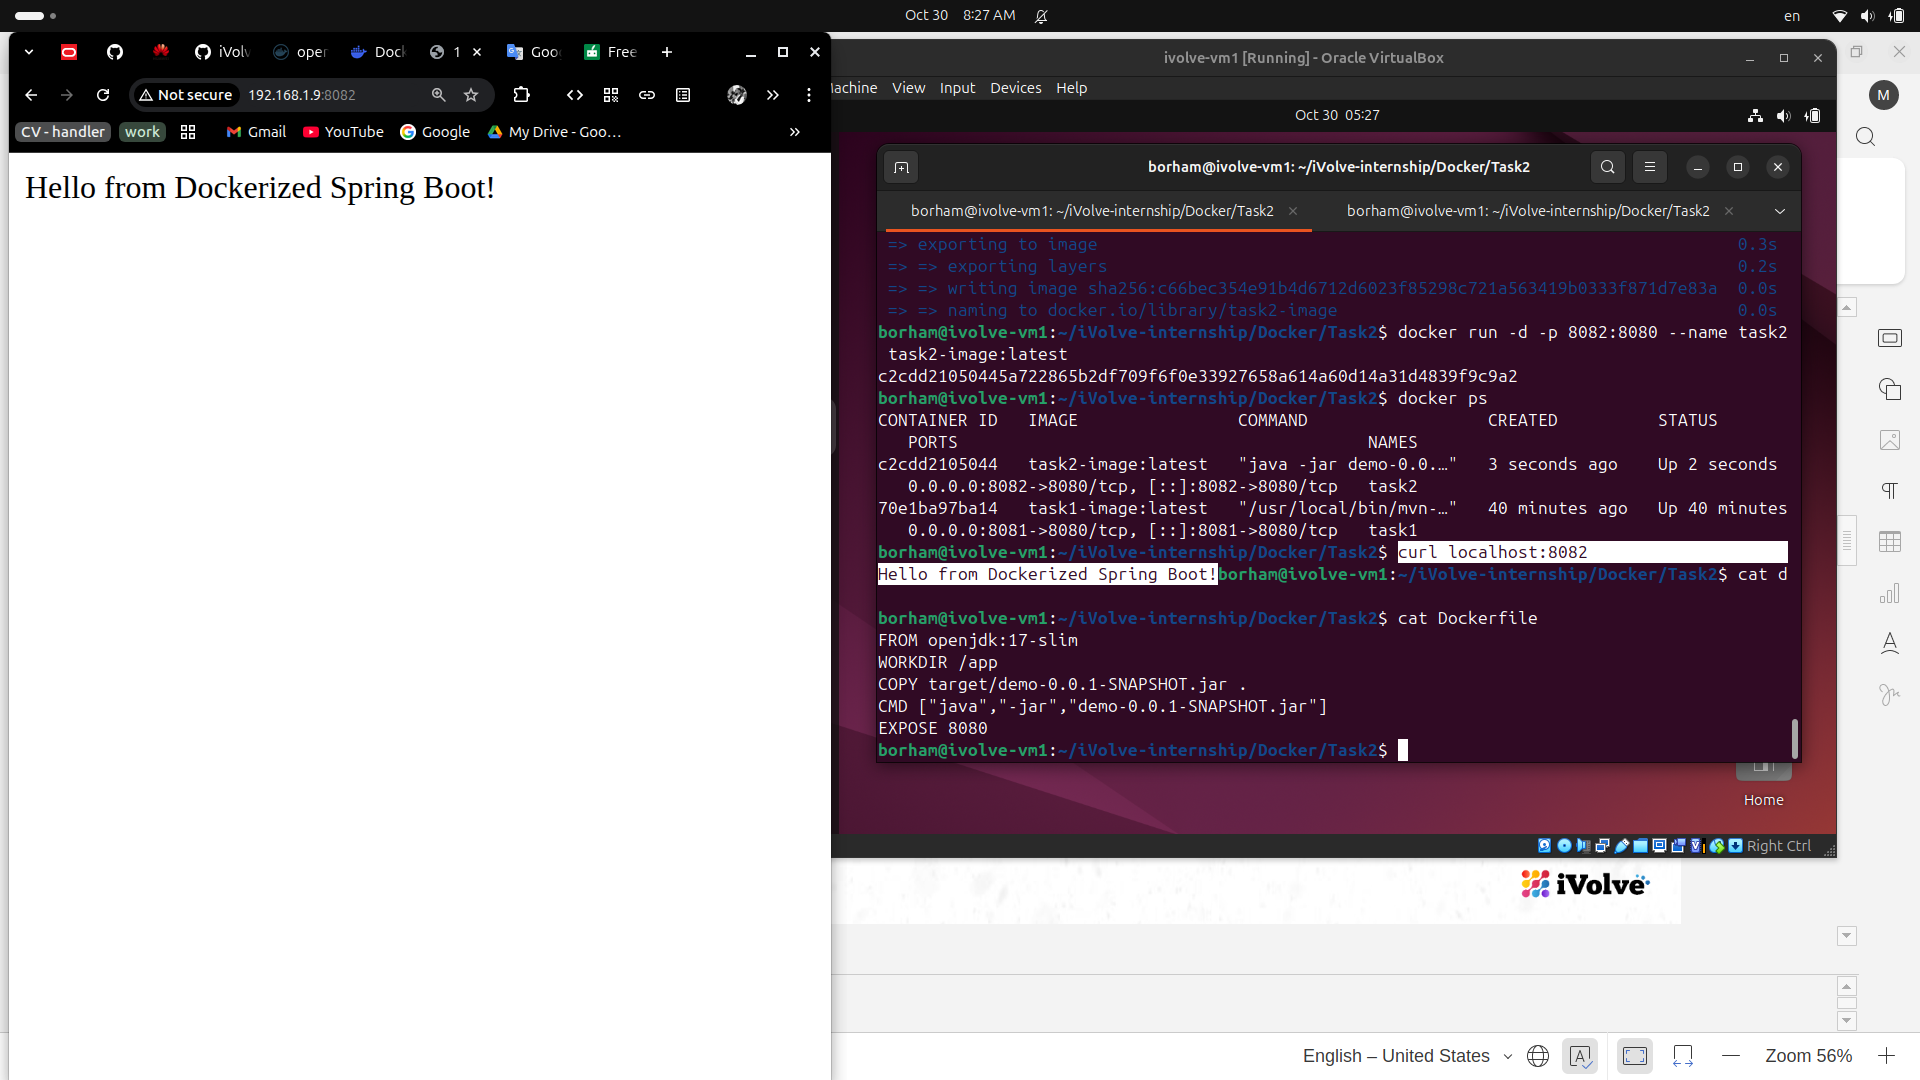 Oct 30 8:27 AM
en
iVolv
oper
Dock
1
Goo
Free
Not secure 192.168.1.9:8082
CV - handler work Gmail YouTube Google My Drive - Goo…
Hello from Dockerized Spring Boot!
ivolve-vm1 [Running] - Oracle VirtualBox
Machine View Input Devices Help
Oct 30 05:27
borham@ivolve-vm1: ~/iVolve-internship/Docker/Task2
borham@ivolve-vm1: ~/iVolve-internship/Docker/Task2 borham@ivolve-vm1: ~/iVolve-internship/Docker/Task2
=> exporting to image 0.3s
=> => exporting layers 0.2s
=> => writing image sha256:c66bec354e91b4d6712d6023f85298c721a563419b0333f871d7e83a 0.0s
=> => naming to docker.io/library/task2-image 0.0s
borham@ivolve-vm1:~/iVolve-internship/Docker/Task2$ docker run -d -p 8082:8080 --name task2
task2-image:latest
c2cdd21050445a722865b2df709f6f0e33927658a614a60d14a31d4839f9c9a2
borham@ivolve-vm1:~/iVolve-internship/Docker/Task2$ docker ps
CONTAINER ID IMAGE COMMAND CREATED STATUS
PORTS NAMES
c2cdd2105044 task2-image:latest "java -jar demo-0.0.…" 3 seconds ago Up 2 seconds
0.0.0.0:8082->8080/tcp, [::]:8082->8080/tcp task2
70e1ba97ba14 task1-image:latest "/usr/local/bin/mvn-…" 40 minutes ago Up 40 minutes
0.0.0.0:8081->8080/tcp, [::]:8081->8080/tcp task1
borham@ivolve-vm1:~/iVolve-internship/Docker/Task2$ curl localhost:8082
Hello from Dockerized Spring Boot!borham@ivolve-vm1:~/iVolve-internship/Docker/Task2$ cat d
borham@ivolve-vm1:~/iVolve-internship/Docker/Task2$ cat Dockerfile
FROM openjdk:17-slim
WORKDIR /app
COPY target/demo-0.0.1-SNAPSHOT.jar .
CMD ["java","-jar","demo-0.0.1-SNAPSHOT.jar"]
EXPOSE 8080
borham@ivolve-vm1:~/iVolve-internship/Docker/Task2$
Home
Right Ctrl
M
iVolve
English – United States
Zoom 56%